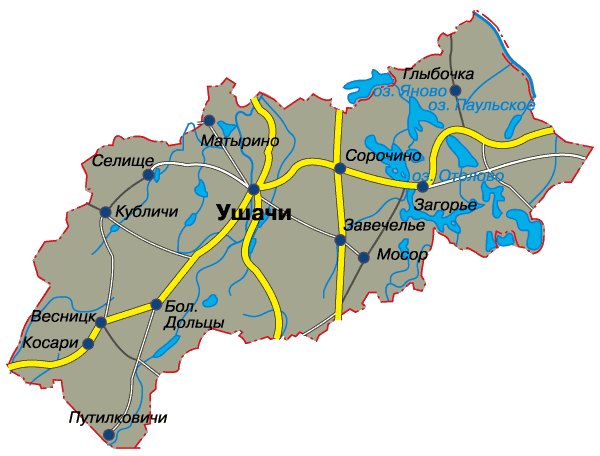 Глыбочка
оз. Яново
оз. Паульское
Матырино
Сорочино
Селище
оз. Отолово
Загорье
Кубличи
Ушачи
Завечелье
Мосор
Бол.
Дольцы
Весницк
Косари
Путилковичи